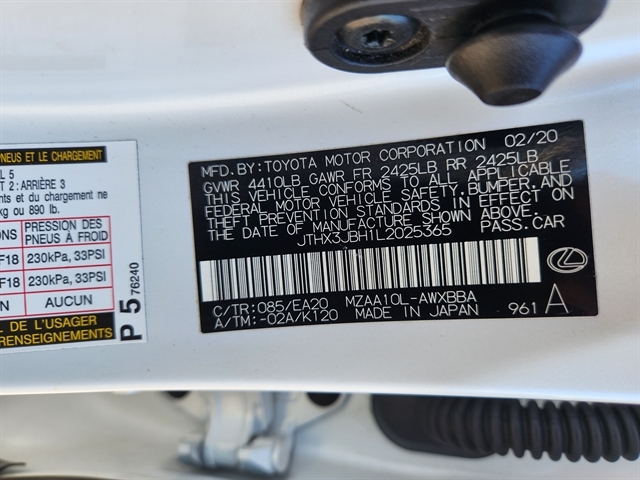 PNEUS ET LE CHARGEMENT
L 5
T 2: ARRIÈRE 3
ts et du chargement ne
kg ou 890 lb.
ONS PRESSION DES PNEUS À FROID
F18 230kPa, 33PSI
F18 230kPa, 33PSI
N AUCUN
L DE L'USAGER
RENSEIGNEMENTS
P 5 76240
MFD. BY: TOYOTA MOTOR CORPORATION 02/20
GVWR 4410LB GAWR FR 2425LB RR 2425LB
THIS VEHICLE CONFORMS TO ALL APPLICABLE
FEDERAL MOTOR VEHICLE SAFETY, BUMPER, AND
THEFT PREVENTION STANDARDS IN EFFECT ON
THE DATE OF MANUFACTURE SHOWN ABOVE.
JTHX3JBH1L2025365 PASS.CAR
C/TR: 085/EA20 MZAA10L-AWXBBA
A/TM: -02A/K120 MADE IN JAPAN 961 A